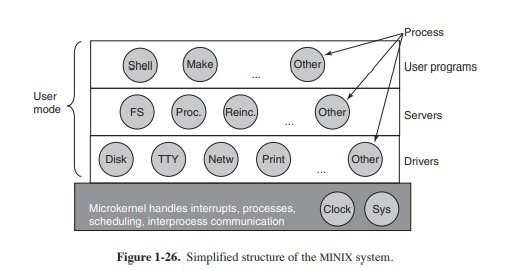 Process
Shell Make ... Other User programs
User
mode
FS Proc. Reinc. ... Other Servers
Disk TTY Netw Print ... Other Drivers
Microkernel handles interrupts, processes,
scheduling, interprocess communication
Clock Sys
Figure 1-26. Simplified structure of the MINIX system.